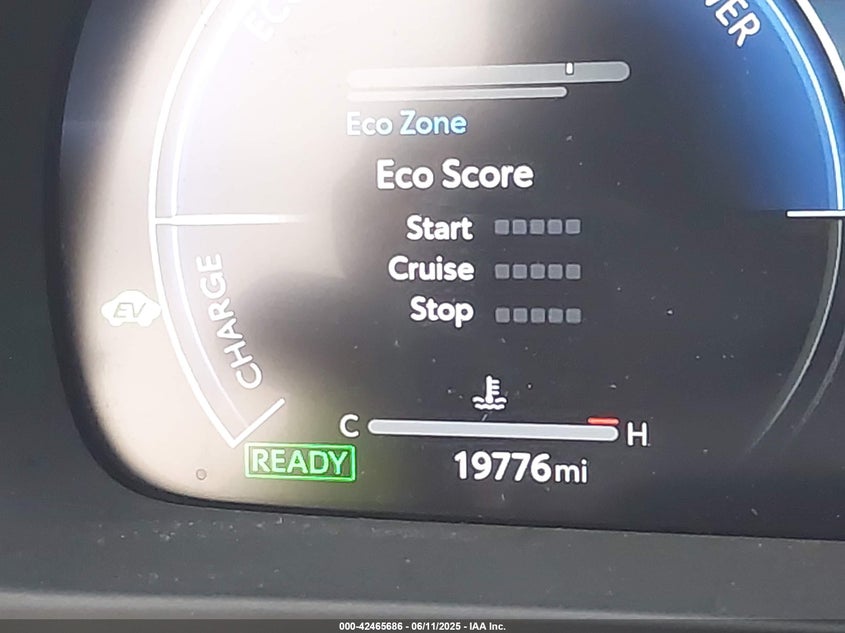 ECO
Eco Zone
Eco Score
Start
Cruise
Stop
EV
CHARGE
C
H
READY
19776mi
000-42465686 - 06/11/2025 - IAA Inc.